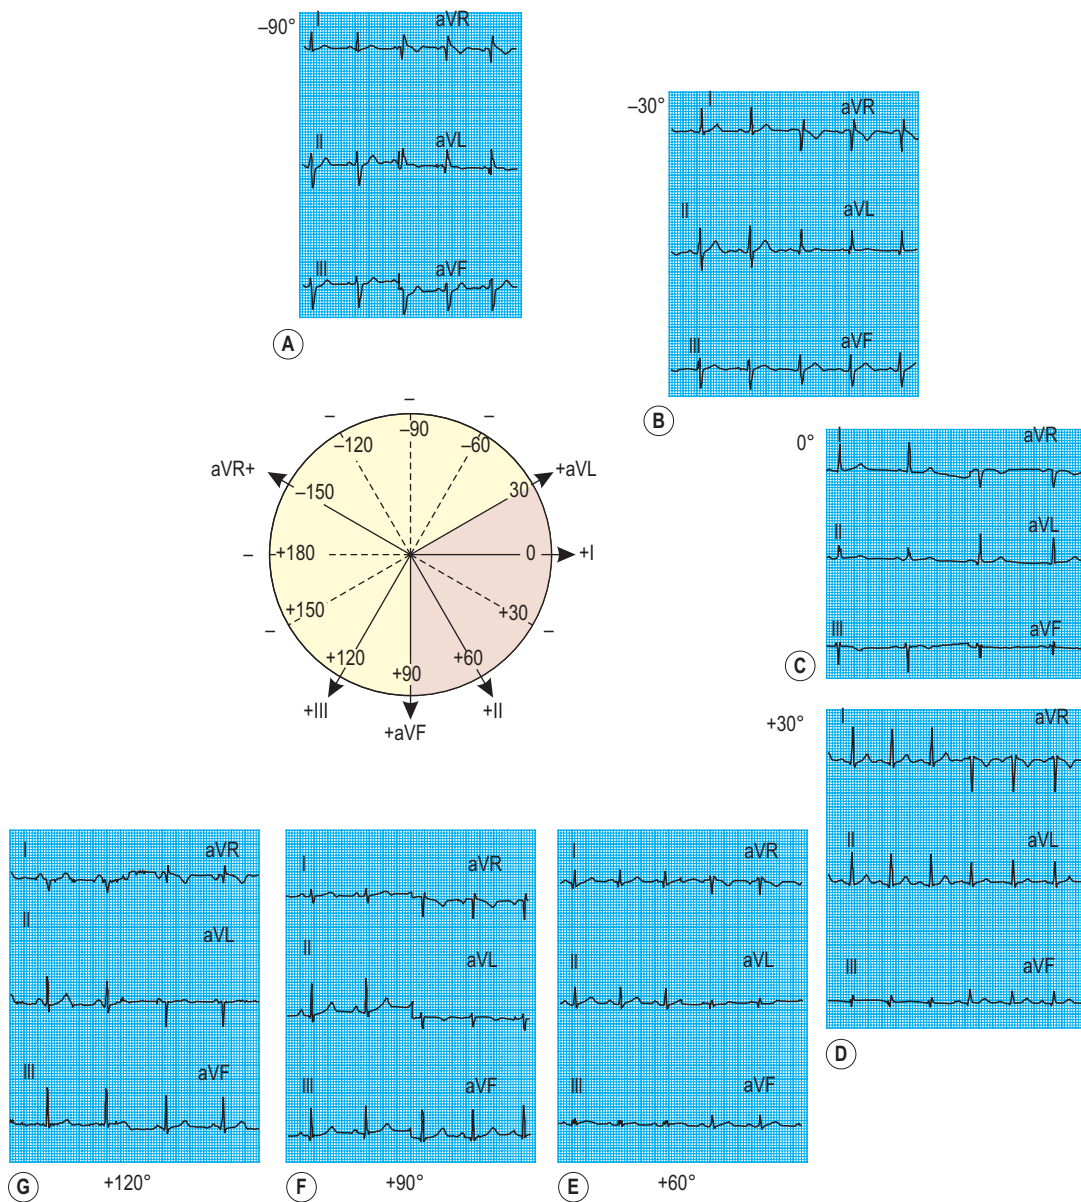 –90°
I aVR
II aVL
III aVF
A
–30°
I aVR
II aVL
III aVF
B
0°
I aVR
II aVL
III aVF
C
+30°
I aVR
II aVL
III aVF
D
–
– –
–90
–120 –60
aVR+ +aVL
–150 30
– +180 0 +I
+150 +30
– –
+120 +60
+90
+III +II
+aVF
I aVR
II
aVL
III aVF
G +120°
I aVR
II aVL
III aVF
F +90°
I aVR
II aVL
III aVF
E +60°